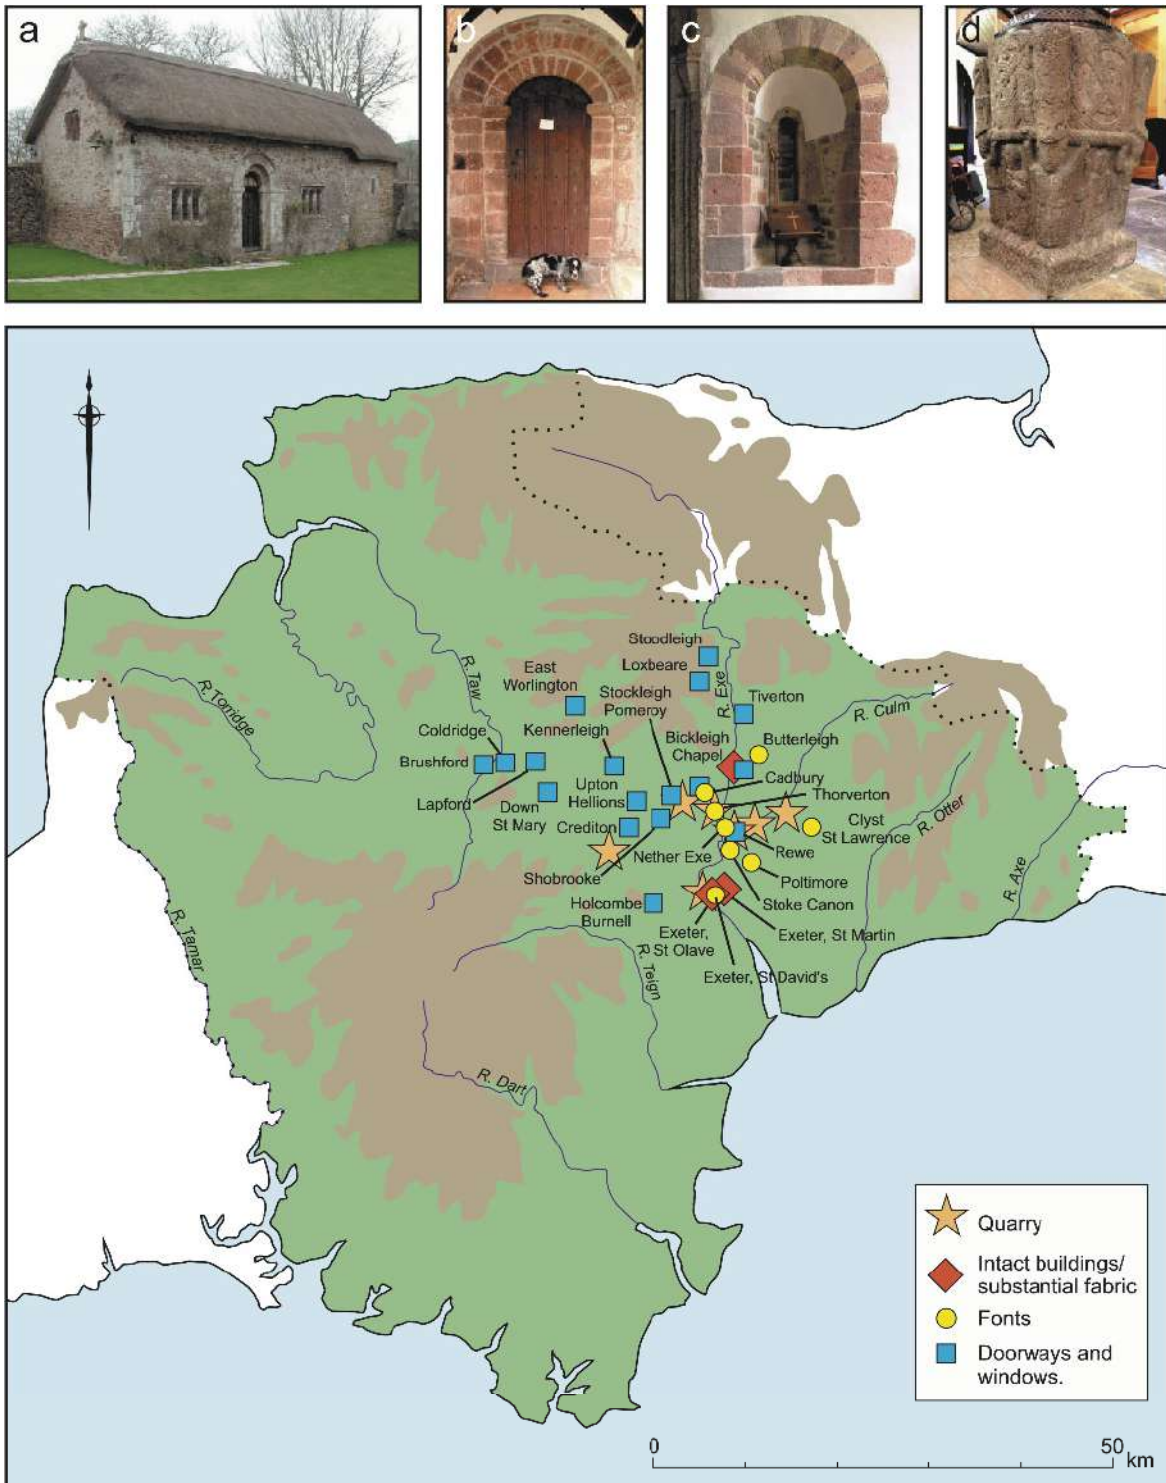 a
b
c
d
Stoodleigh
Loxbeare
East
Worlington
Stockleigh
Pomeroy
R. Exe
Tiverton
R. Culm
R. Taw
R. Torridge
Coldridge
Kennerleigh
Bickleigh
Chapel
Butterleigh
Brushford
Cadbury
Lapford
Down
St Mary
Upton
Hellions
Thorverton
Crediton
Clyst
St Lawrence
R. Otter
Nether Exe
Rewe
Shobrooke
Poltimore
R. Axe
Stoke Canon
Holcombe
Burnell
Exeter,
St Olave
Exeter, St Martin
Exeter, St David's
R. Tamar
R. Teign
R. Dart
Quarry
Intact buildings/
substantial fabric
Fonts
Doorways and
windows.
0
50
km